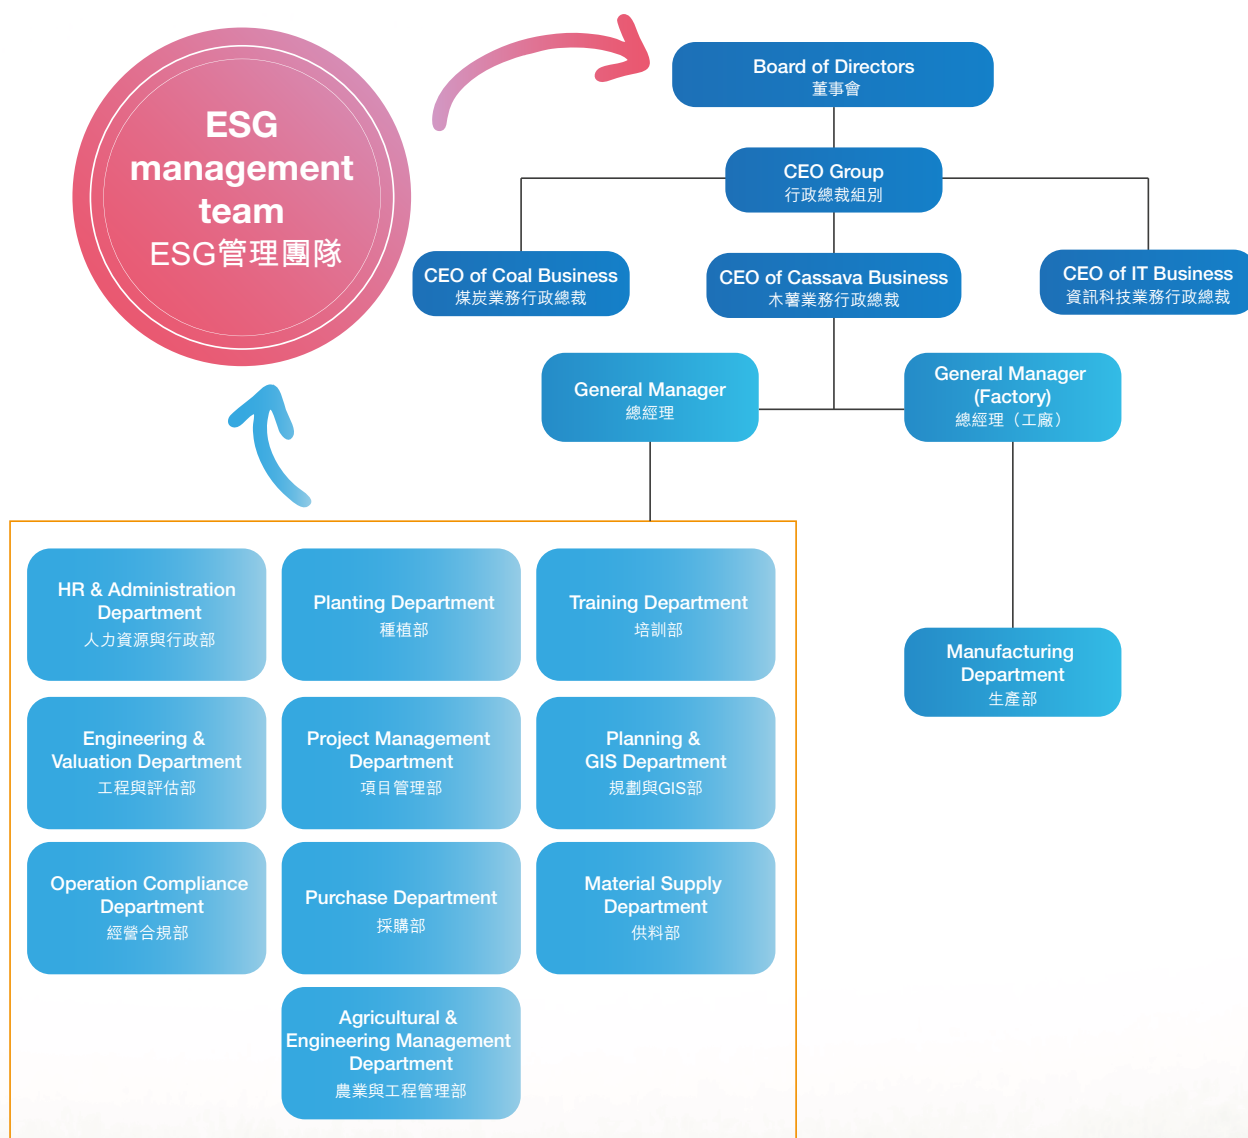 ESG
management
team
ESG管理團隊
Board of Directors
董事會
CEO Group
行政總裁組別
CEO of Coal Business
煤炭業務行政總裁
CEO of Cassava Business
木薯業務行政總裁
CEO of IT Business
資訊科技業務行政總裁
General Manager
總經理
General Manager
(Factory)
總經理（工廠）
HR & Administration
Department
人力資源與行政部
Planting Department
種植部
Training Department
培訓部
Manufacturing
Department
生產部
Engineering &
Valuation Department
工程與評估部
Project Management
Department
項目管理部
Planning &
GIS Department
規劃與GIS部
Operation Compliance
Department
經營合規部
Purchase Department
採購部
Material Supply
Department
供料部
Agricultural &
Engineering Management
Department
農業與工程管理部